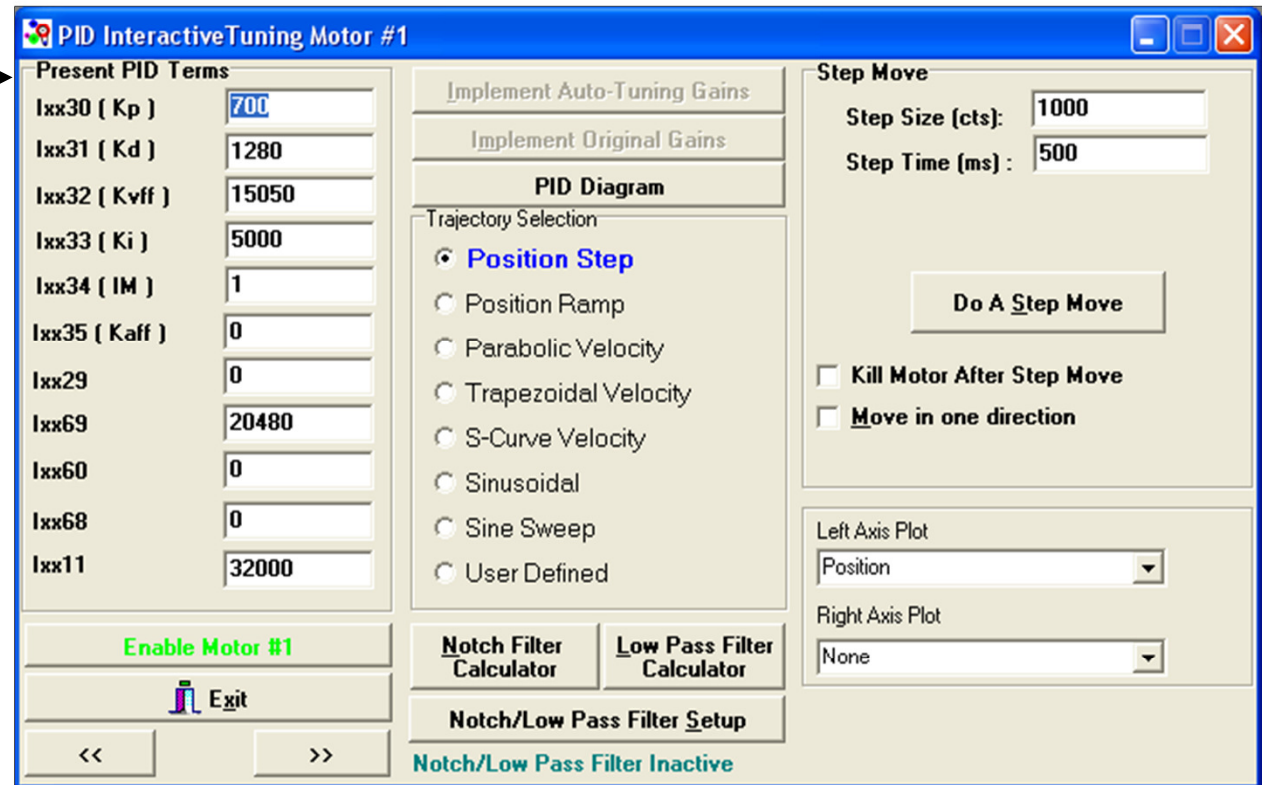 PID InteractiveTuning Motor #1
Present PID Terms
Ixx30 ( Kp ) 700
Ixx31 ( Kd ) 1280
Ixx32 ( Kvff ) 15050
Ixx33 ( Ki ) 5000
Ixx34 ( IM ) 1
Ixx35 ( Kaff ) 0
Ixx29 0
Ixx69 20480
Ixx60 0
Ixx68 0
Ixx11 32000
Enable Motor #1
Exit
<< >>
Implement Auto-Tuning Gains
Implement Original Gains
PID Diagram
Trajectory Selection
Position Step
Position Ramp
Parabolic Velocity
Trapezoidal Velocity
S-Curve Velocity
Sinusoidal
Sine Sweep
User Defined
Notch Filter
Calculator
Low Pass Filter
Calculator
Notch/Low Pass Filter Setup
Notch/Low Pass Filter Inactive
Step Move
Step Size (cts): 1000
Step Time (ms) : 500
Do A Step Move
Kill Motor After Step Move
Move in one direction
Left Axis Plot
Position
Right Axis Plot
None